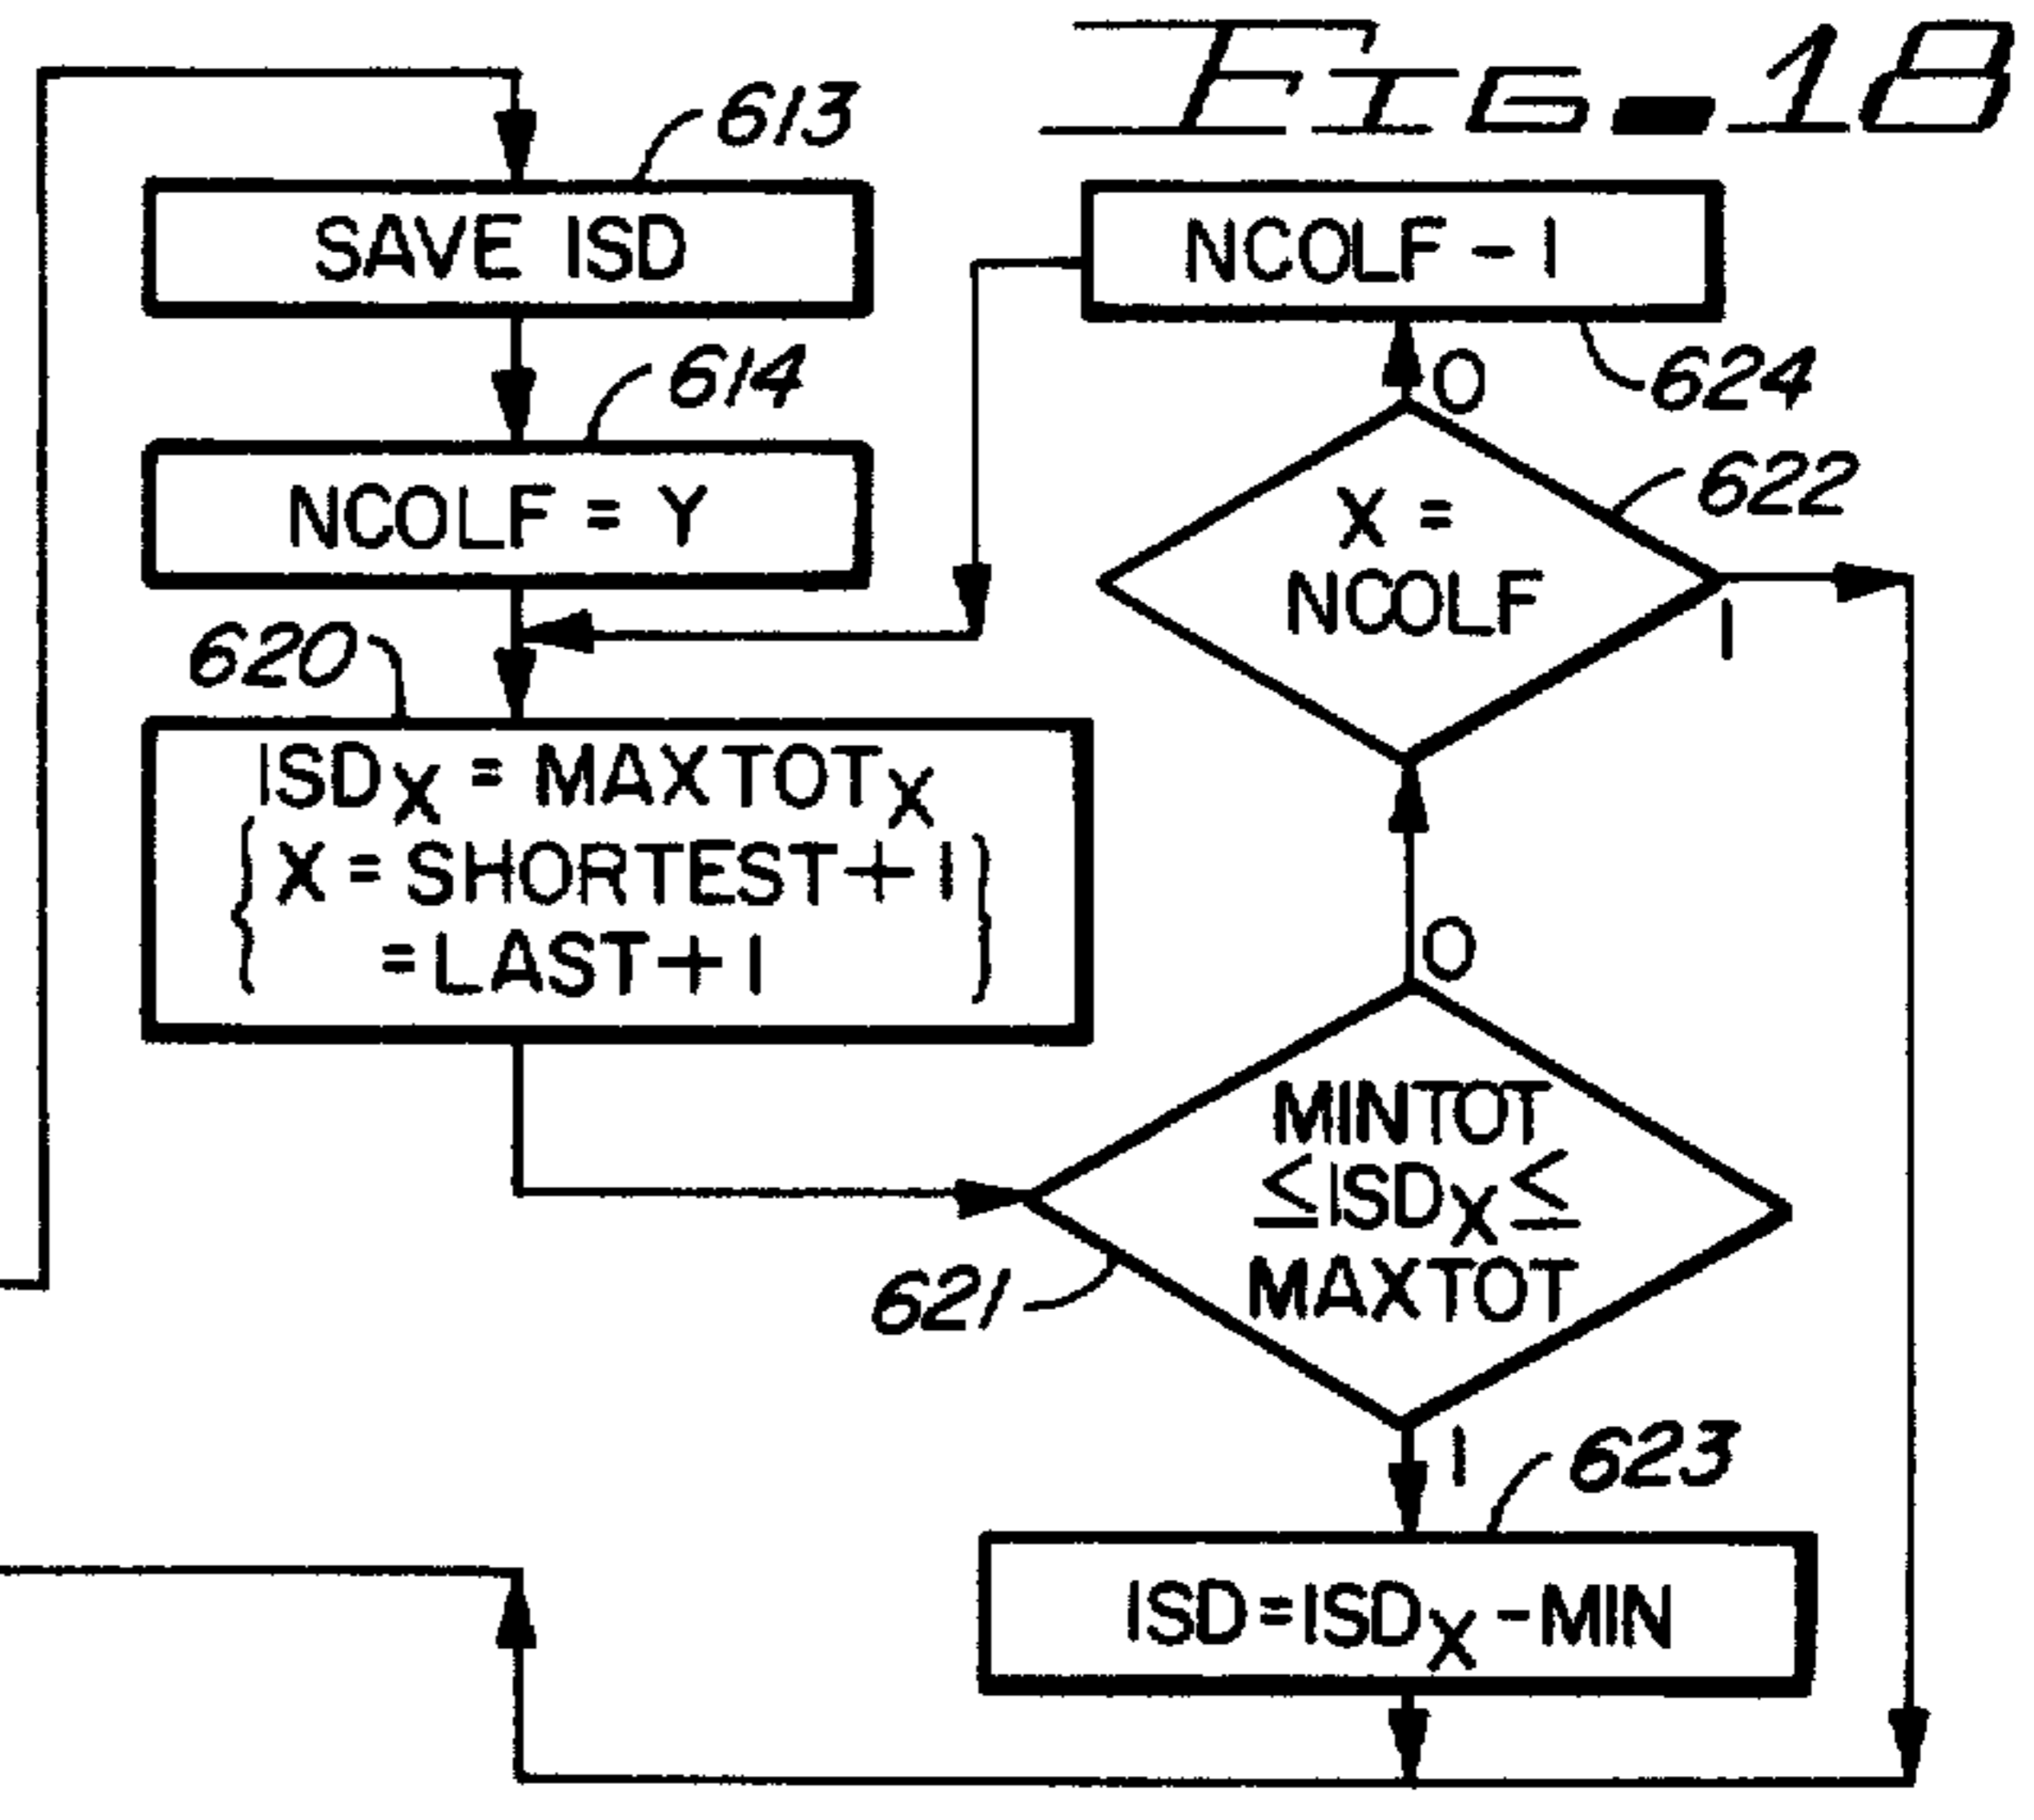 FIG. 18
613
SAVE ISD
614
NCOLF = Y
620
ISDX = MAXTOTX
{ X = SHORTEST + 1
= LAST + 1 }
NCOLF - 1
624
0
622
X =
NCOLF
1
0
MINTOT
≤ ISDX ≤
MAXTOT
621
1
623
ISD = ISDX - MIN